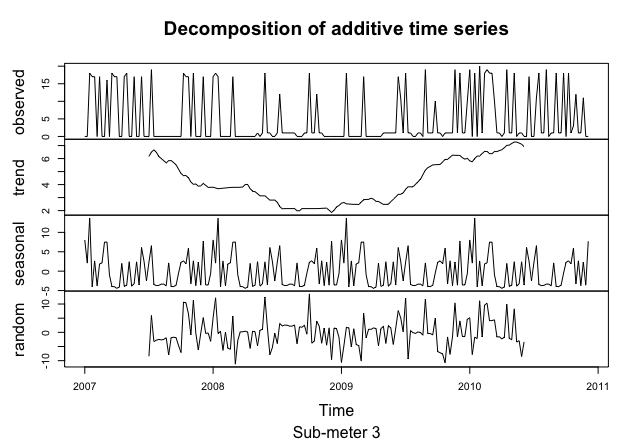 Decomposition of additive time series
observed
0 5 15
trend
2 4 6
seasonal
-5 0 5 10
random
-10 0 10
2007 2008 2009 2010 2011
Time
Sub-meter 3